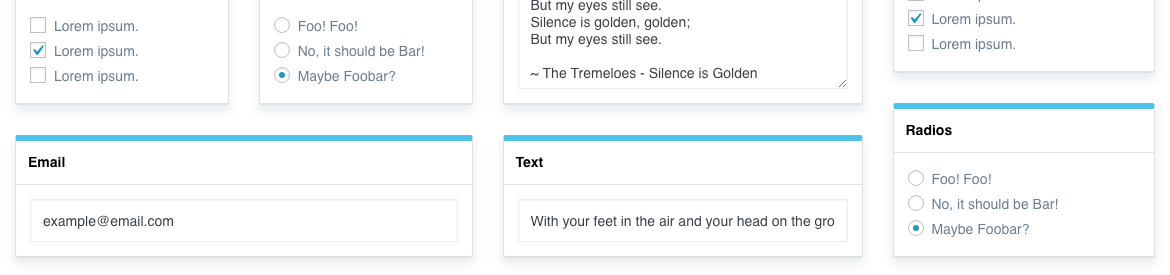 Lorem ipsum.
Lorem ipsum.
Lorem ipsum.
Foo! Foo!
No, it should be Bar!
Maybe Foobar?
But my eyes still see.
Silence is golden, golden;
But my eyes still see.
~ The Tremeloes - Silence is Golden
Lorem ipsum.
Lorem ipsum.
Email
example@email.com
Text
With your feet in the air and your head on the gro
Radios
Foo! Foo!
No, it should be Bar!
Maybe Foobar?